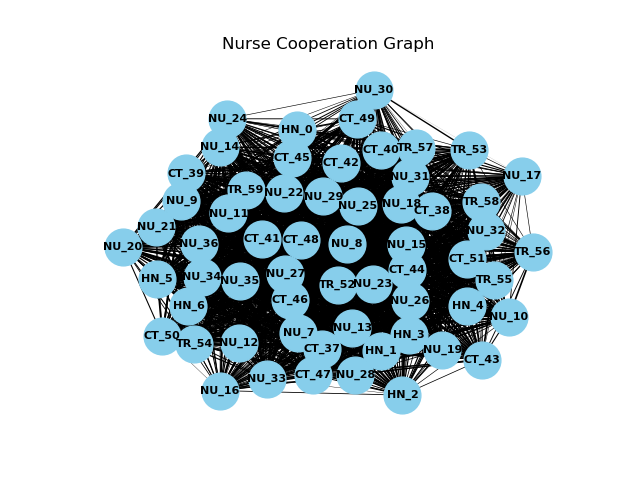 Nurse Cooperation Graph
NU_30
NU_24
CT_49
HN_0
NU_14
CT_40
TR_57
TR_53
CT_45
CT_42
CT_39
NU_31
NU_17
TR_59
NU_22
NU_29
NU_9
NU_25
NU_18
CT_38
TR_58
NU_11
NU_21
NU_32
NU_20
NU_36
CT_41
CT_48
NU_8
NU_15
TR_56
CT_51
HN_5
NU_34
NU_35
NU_27
TR_52
NU_23
CT_44
TR_55
HN_6
CT_46
NU_26
HN_4
NU_10
CT_50
TR_54
NU_12
NU_7
NU_13
HN_3
CT_37
HN_1
NU_19
CT_43
NU_16
NU_33
CT_47
NU_28
HN_2